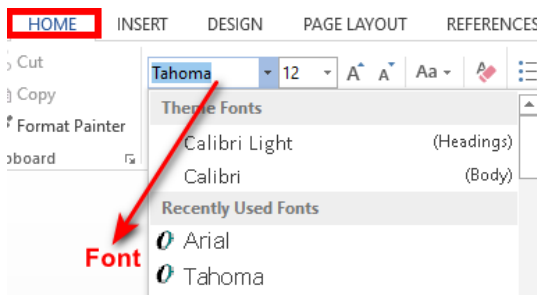 HOME INSERT DESIGN PAGE LAYOUT REFERENCES
Cut
Tahoma 12 A A Aa
Copy
Theme Fonts
Format Painter
Calibri Light (Headings)
Calibri (Body)
Recently Used Fonts
Arial
Font
Tahoma